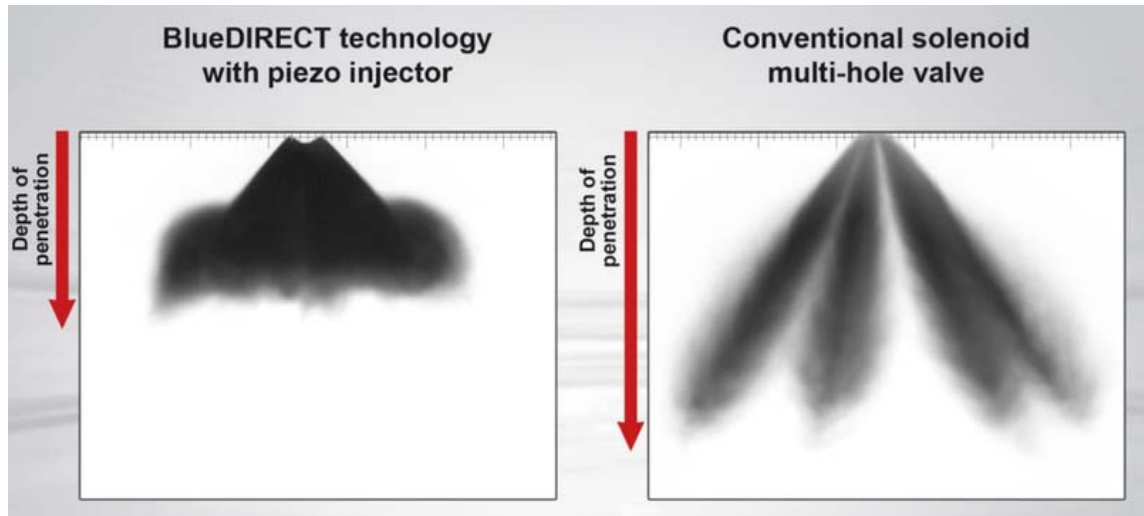 BlueDIRECT technology
with piezo injector
Conventional solenoid
multi-hole valve
Depth of
penetration
Depth of
penetration